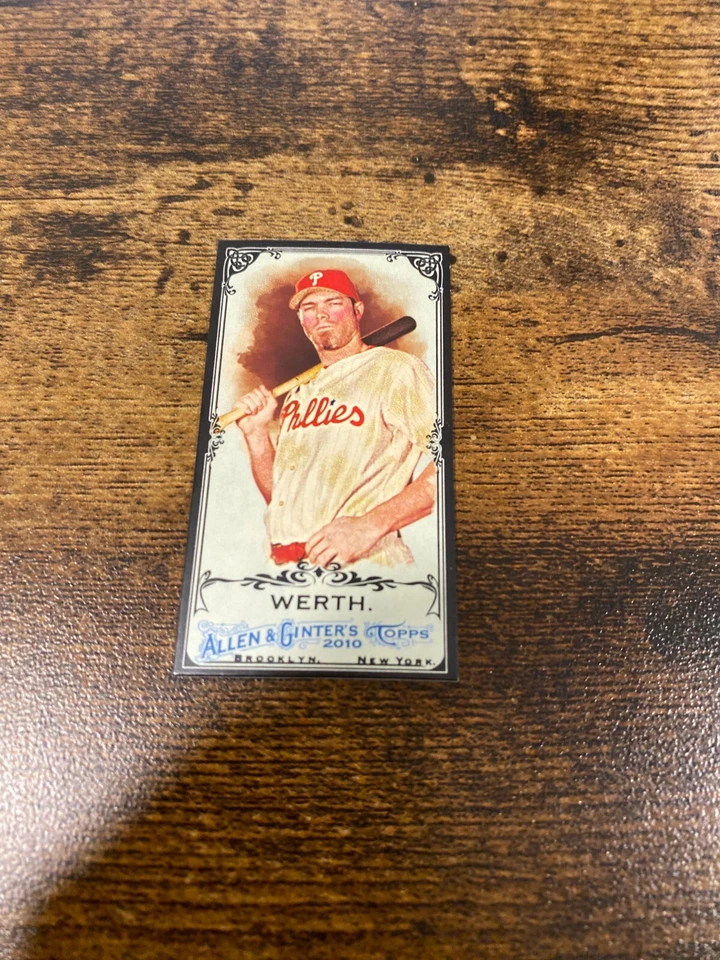 P
Phillies
WERTH.
ALLEN & GINTER'S TOPPS
2010
BROOKLYN. NEW YORK.